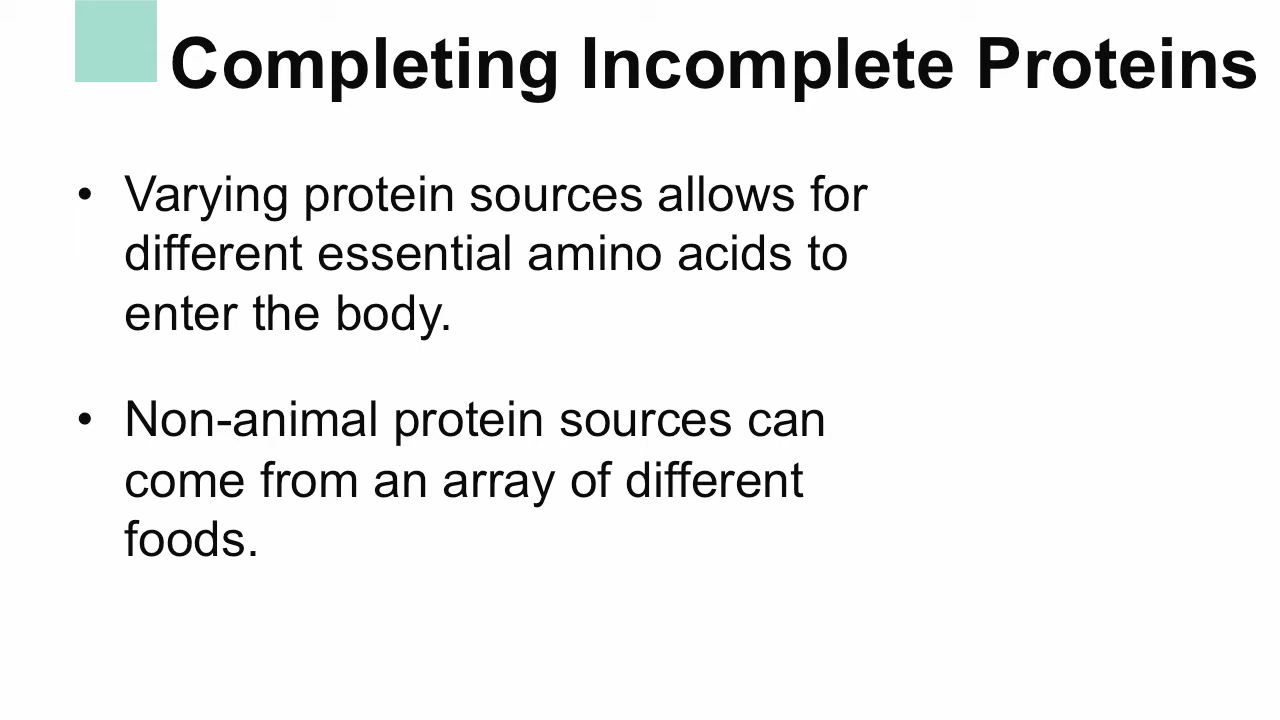 Completing Incomplete Proteins
• Varying protein sources allows for
different essential amino acids to
enter the body.
• Non-animal protein sources can
come from an array of different
foods.